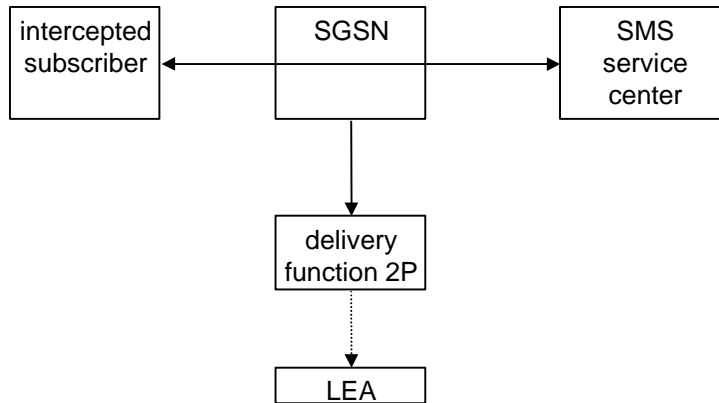 intercepted
subscriber
SGSN
SMS
service
center
delivery
function 2P
LEA